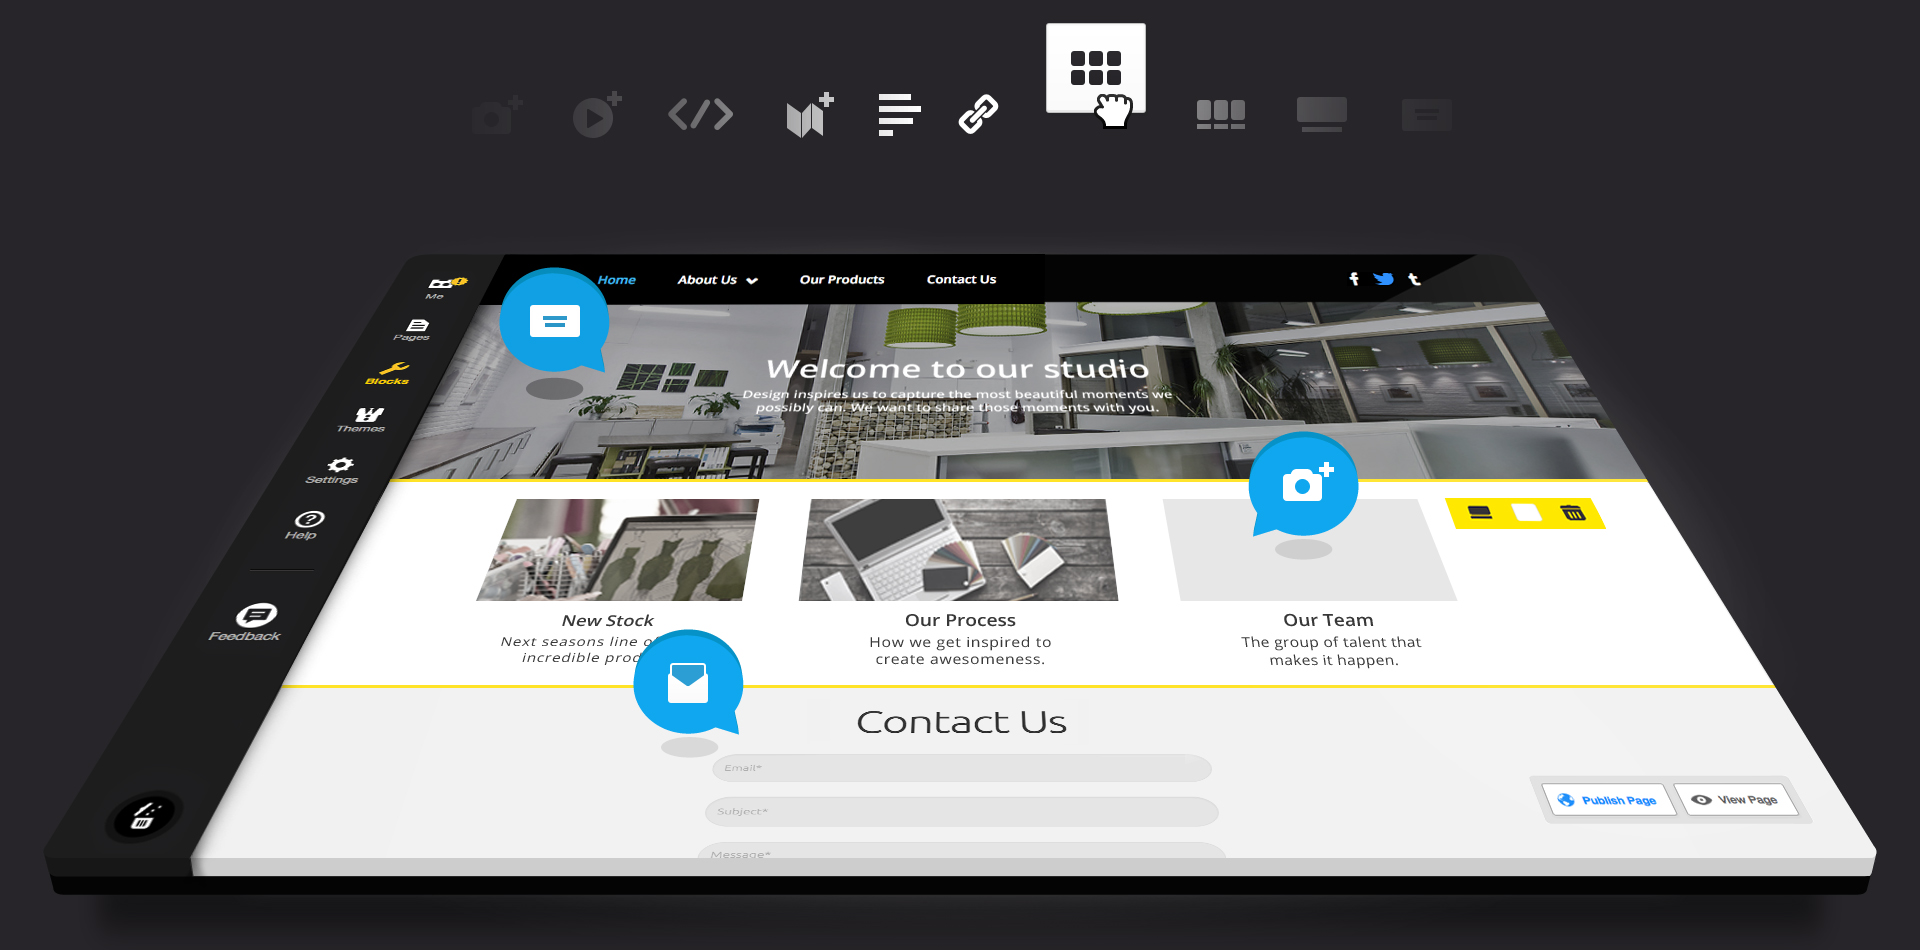 Home
About Us
Our Products
Contact Us
Me
Pages
Blocks
Themes
Settings
Help
Feedback
Welcome to our studio
Design inspires us to capture the most beautiful moments we
possibly can. We want to share those moments with you.
New Stock
Next seasons line o
incredible prod
Our Process
How we get inspired to
create awesomeness.
Our Team
The group of talent that
makes it happen.
Contact Us
Email*
Subject*
Message*
Publish Page
View Page